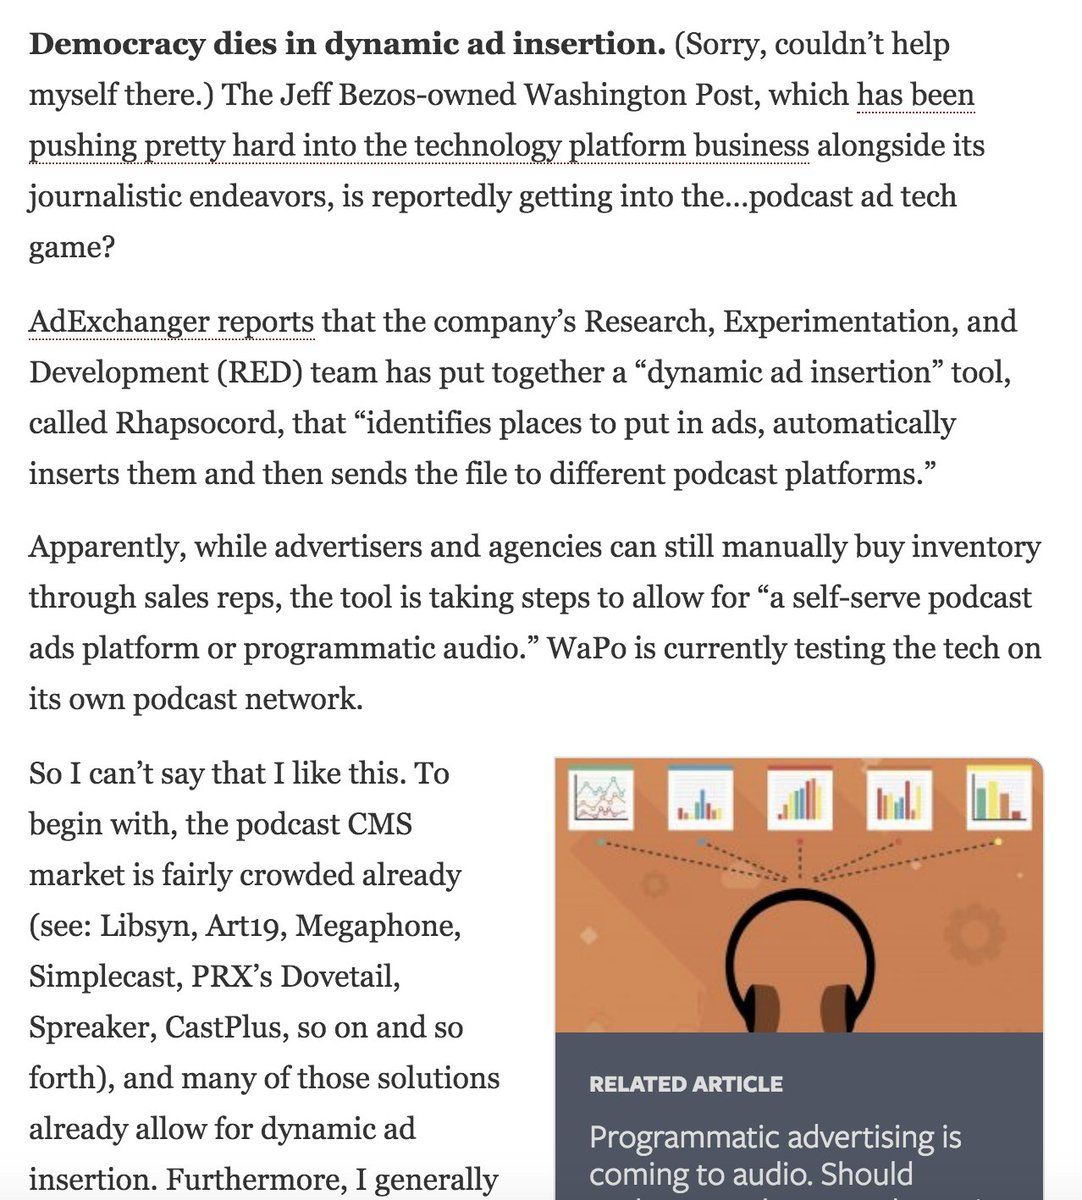 Democracy dies in dynamic ad insertion. (Sorry, couldn’t help
myself there.) The Jeff Bezos-owned Washington Post, which has been
pushing pretty hard into the technology platform business alongside its
journalistic endeavors, is reportedly getting into the...podcast ad tech
game?
AdExchanger reports that the company’s Research, Experimentation, and
Development (RED) team has put together a “dynamic ad insertion” tool,
called Rhapsocord, that “identifies places to put in ads, automatically
inserts them and then sends the file to different podcast platforms.”
Apparently, while advertisers and agencies can still manually buy inventory
through sales reps, the tool is taking steps to allow for “a self-serve podcast
ads platform or programmatic audio.” WaPo is currently testing the tech on
its own podcast network.
So I can’t say that I like this. To
begin with, the podcast CMS
market is fairly crowded already
(see: Libsyn, Art19, Megaphone,
Simplecast, PRX’s Dovetail,
Spreaker, CastPlus, so on and so
forth), and many of those solutions
already allow for dynamic ad
insertion. Furthermore, I generally
RELATED ARTICLE
Programmatic advertising is
coming to audio. Should